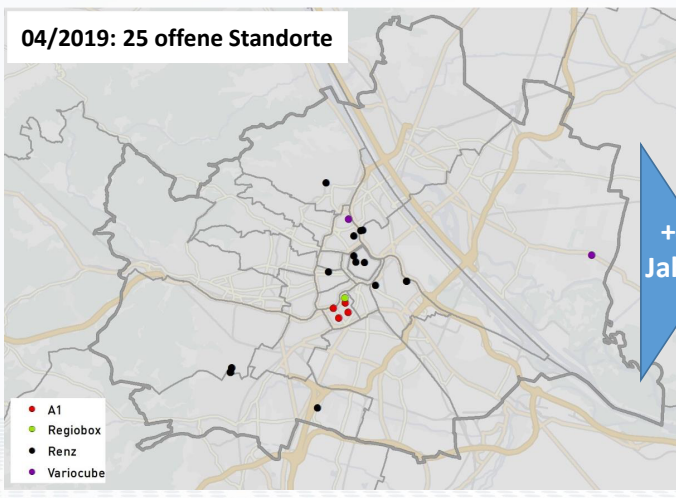 04/2019: 25 offene Standorte
+
A1
Regiobox
Renz
Variocube